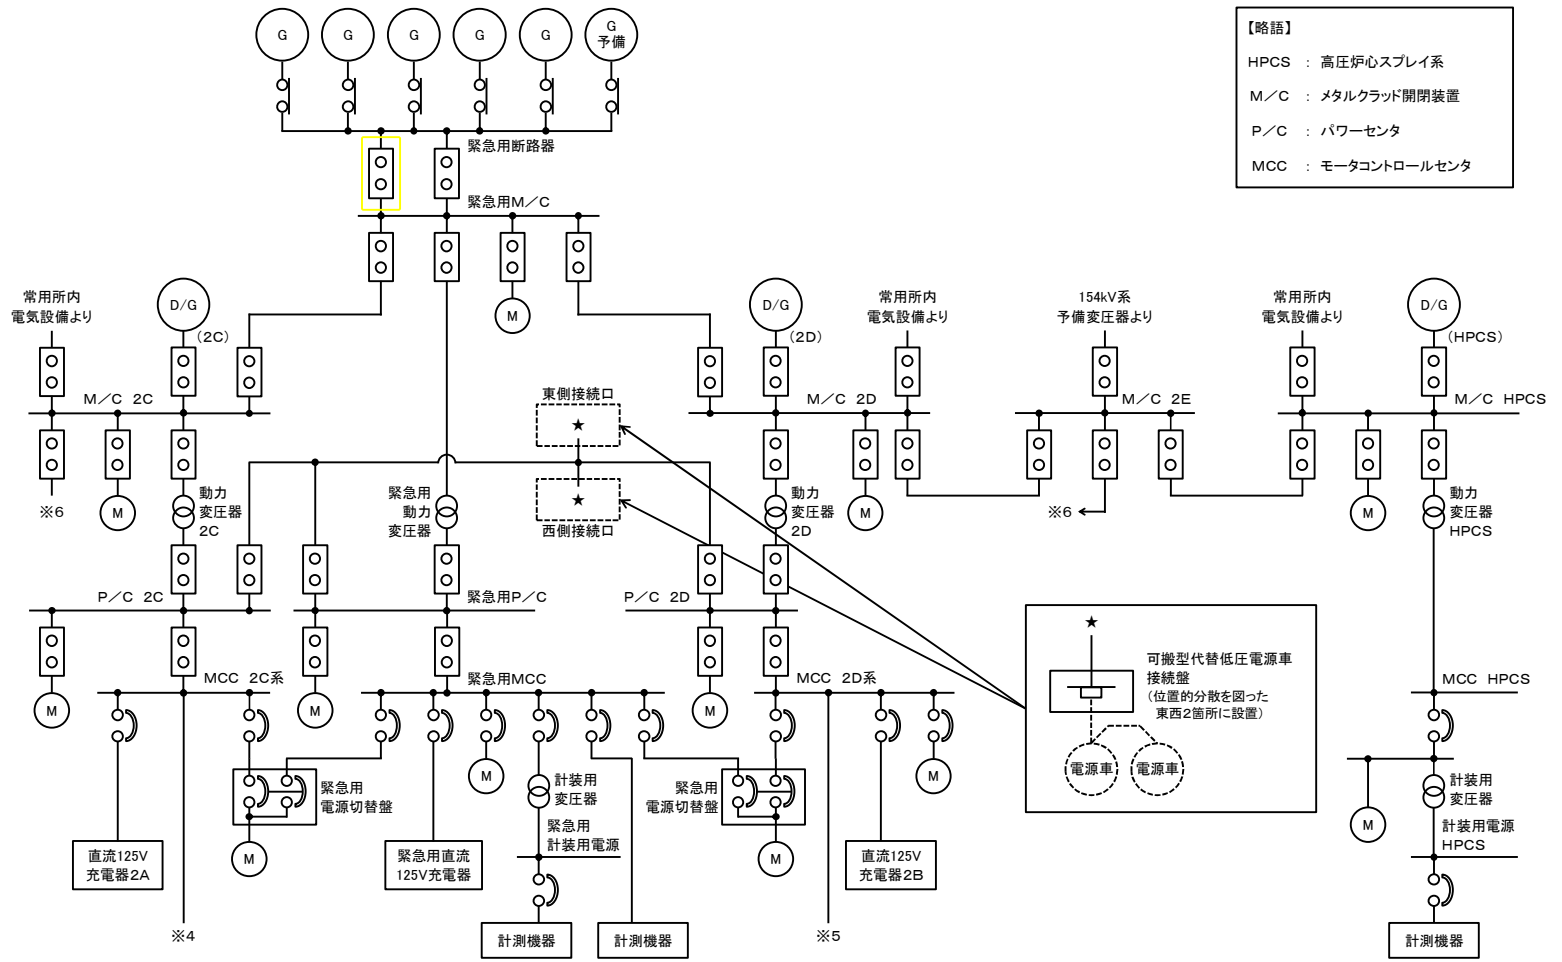 G
G
G
G
G
G
予備
【略語】
HPCS : 高圧炉心スプレイ系
M/C : メタルクラッド開閉装置
P/C : パワーセンタ
MCC : モータコントロールセンタ
緊急用断路器
緊急用M/C
常用所内
電気設備より
D/G
(2C)
M
D/G
(2D)
常用所内
電気設備より
154kV系
予備変圧器より
常用所内
電気設備より
D/G
(HPCS)
M/C 2C
東側接続口
★
M/C 2D
M/C 2E
M/C HPCS
※6
M
動力
変圧器
2C
緊急用
動力
変圧器
★
西側接続口
動力
変圧器
2D
M
※6
M
動力
変圧器
HPCS
P/C 2C
緊急用P/C
P/C 2D
★
可搬型代替低圧電源車
接続盤
(位置的分散を図った
東西2箇所に設置)
電源車
電源車
M
MCC 2C系
M
緊急用MCC
M
MCC 2D系
MCC HPCS
緊急用
電源切替盤
M
計装用
変圧器
緊急用
電源切替盤
M
計装用
変圧器
M
緊急用
計装用電源
計装用電源
HPCS
直流125V
充電器2A
M
緊急用直流
125V充電器
M
直流125V
充電器2B
※4
計測機器
計測機器
※5
計測機器